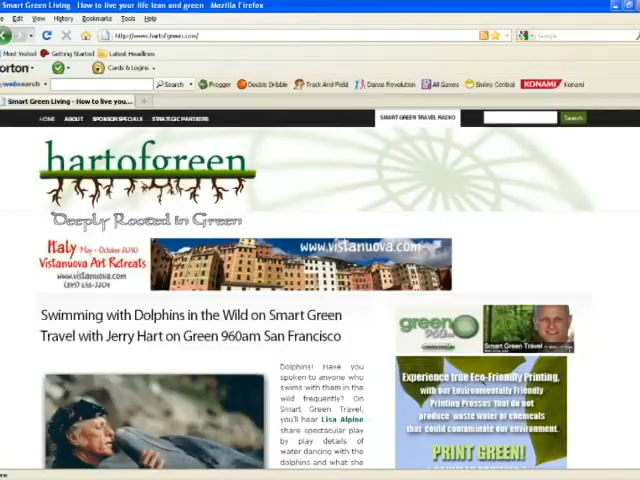 Smart Green Living - How to live your life lean and green - Mozilla Firefox
Edit View History Bookmarks Tools Help
http://www.hartofgreen.com/
Google
Most Visited Getting Started Latest Headlines
orton Cards & Logins
mywebsearch Search Frogger Double Dribble Track And Field Dance Revolution All Games Smiley Central KONAMI Konami
Smart Green Living - How to live you...
HOME ABOUT SPONSOR SPECIALS STRATEGIC PARTNERS SMART GREEN TRAVEL RADIO Search
hartofgreen
Deeply Rooted in Green
Italy May - October 2010
Vistanuova Art Retreats
www.vistanuova.com
www.vistanuova.com
Swimming with Dolphins in the Wild on Smart Green
Travel with Jerry Hart on Green 960am San Francisco
green
960am
Smart Green Travel
Dolphins! Have you
spoken to anyone who
swims with them in the
wild frequently? On
Smart Green Travel,
you'll hear Lisa Alpine
share spectacular play
by play details of
water dancing with the
dolphins and what she
Experience true Eco-Friendly Printing,
with our Environmentally Friendly
Printing Presses that do not
produce waste water or chemicals
that could contaminate our environment.
PRINT GREEN!